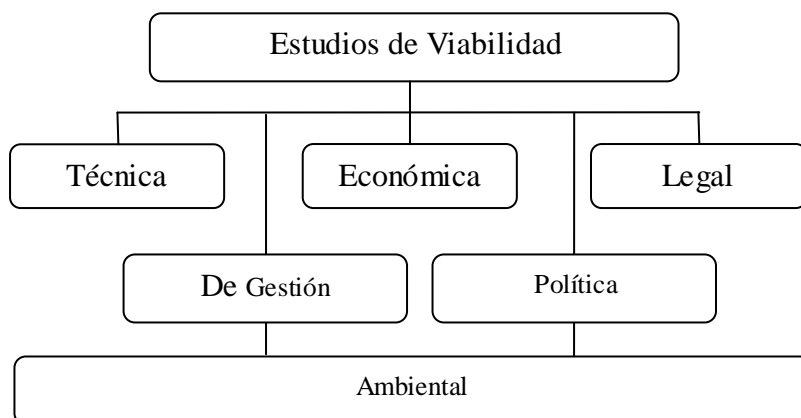 Estudios de Viabilidad
Técnica
Económica
Legal
De Gestión
Política
Ambiental